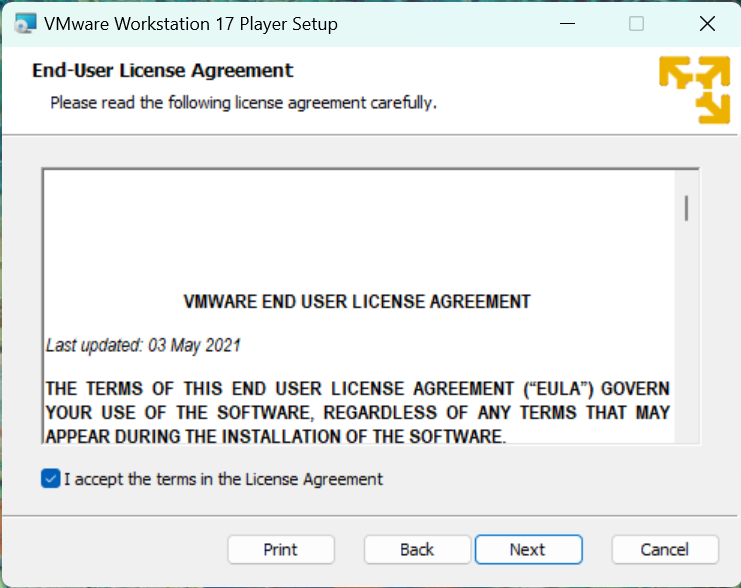 VMware Workstation 17 Player Setup
End-User License Agreement
Please read the following license agreement carefully.
VMWARE END USER LICENSE AGREEMENT
Last updated: 03 May 2021
THE TERMS OF THIS END USER LICENSE AGREEMENT (“EULA”) GOVERN
YOUR USE OF THE SOFTWARE, REGARDLESS OF ANY TERMS THAT MAY
APPEAR DURING THE INSTALLATION OF THE SOFTWARE.
I accept the terms in the License Agreement
Print Back Next Cancel